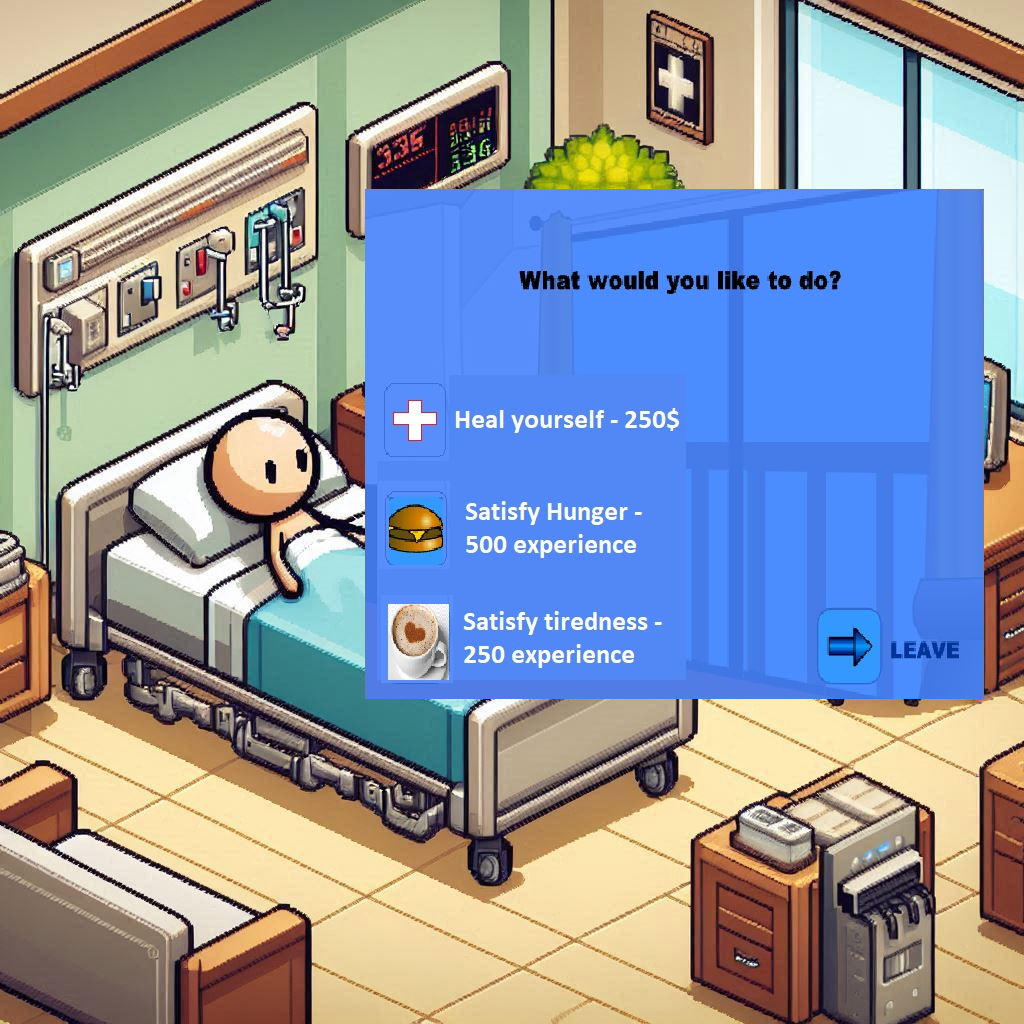 What would you like to do?
Heal yourself - 250$
Satisfy Hunger -
500 experience
Satisfy tiredness -
250 experience
LEAVE